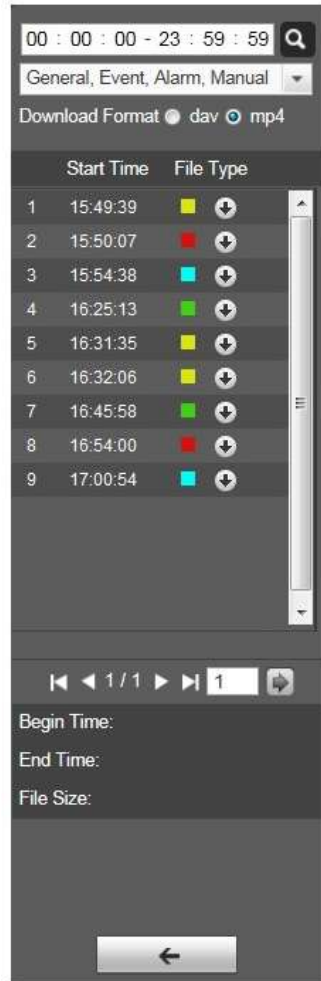 00 : 00 : 00 - 23 : 59 : 59
General, Event, Alarm, Manual
Download Format dav mp4
Start Time File Type
1 15:49:39
2 15:50:07
3 15:54:38
4 16:25:13
5 16:31:35
6 16:32:06
7 16:45:58
8 16:54:00
9 17:00:54
1 / 1 1
Begin Time:
End Time:
File Size: